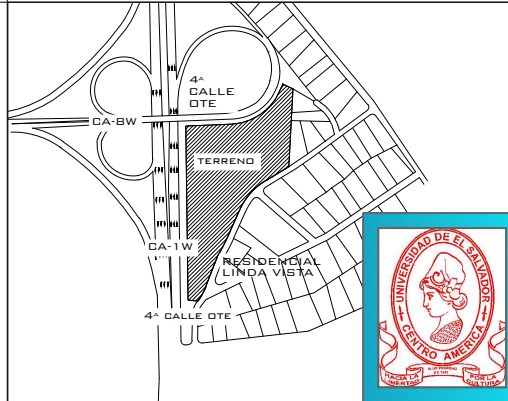 4ª
CALLE
OTE
CA-8W
TERRENO
CA-1W
RESIDENCIAL
LINDA VISTA
4ª CALLE OTE
UNIVERSIDAD DE EL SALVADOR
CENTRO AMERICA
HACIA LA
LIBERTAD
POR LA
CULTURA